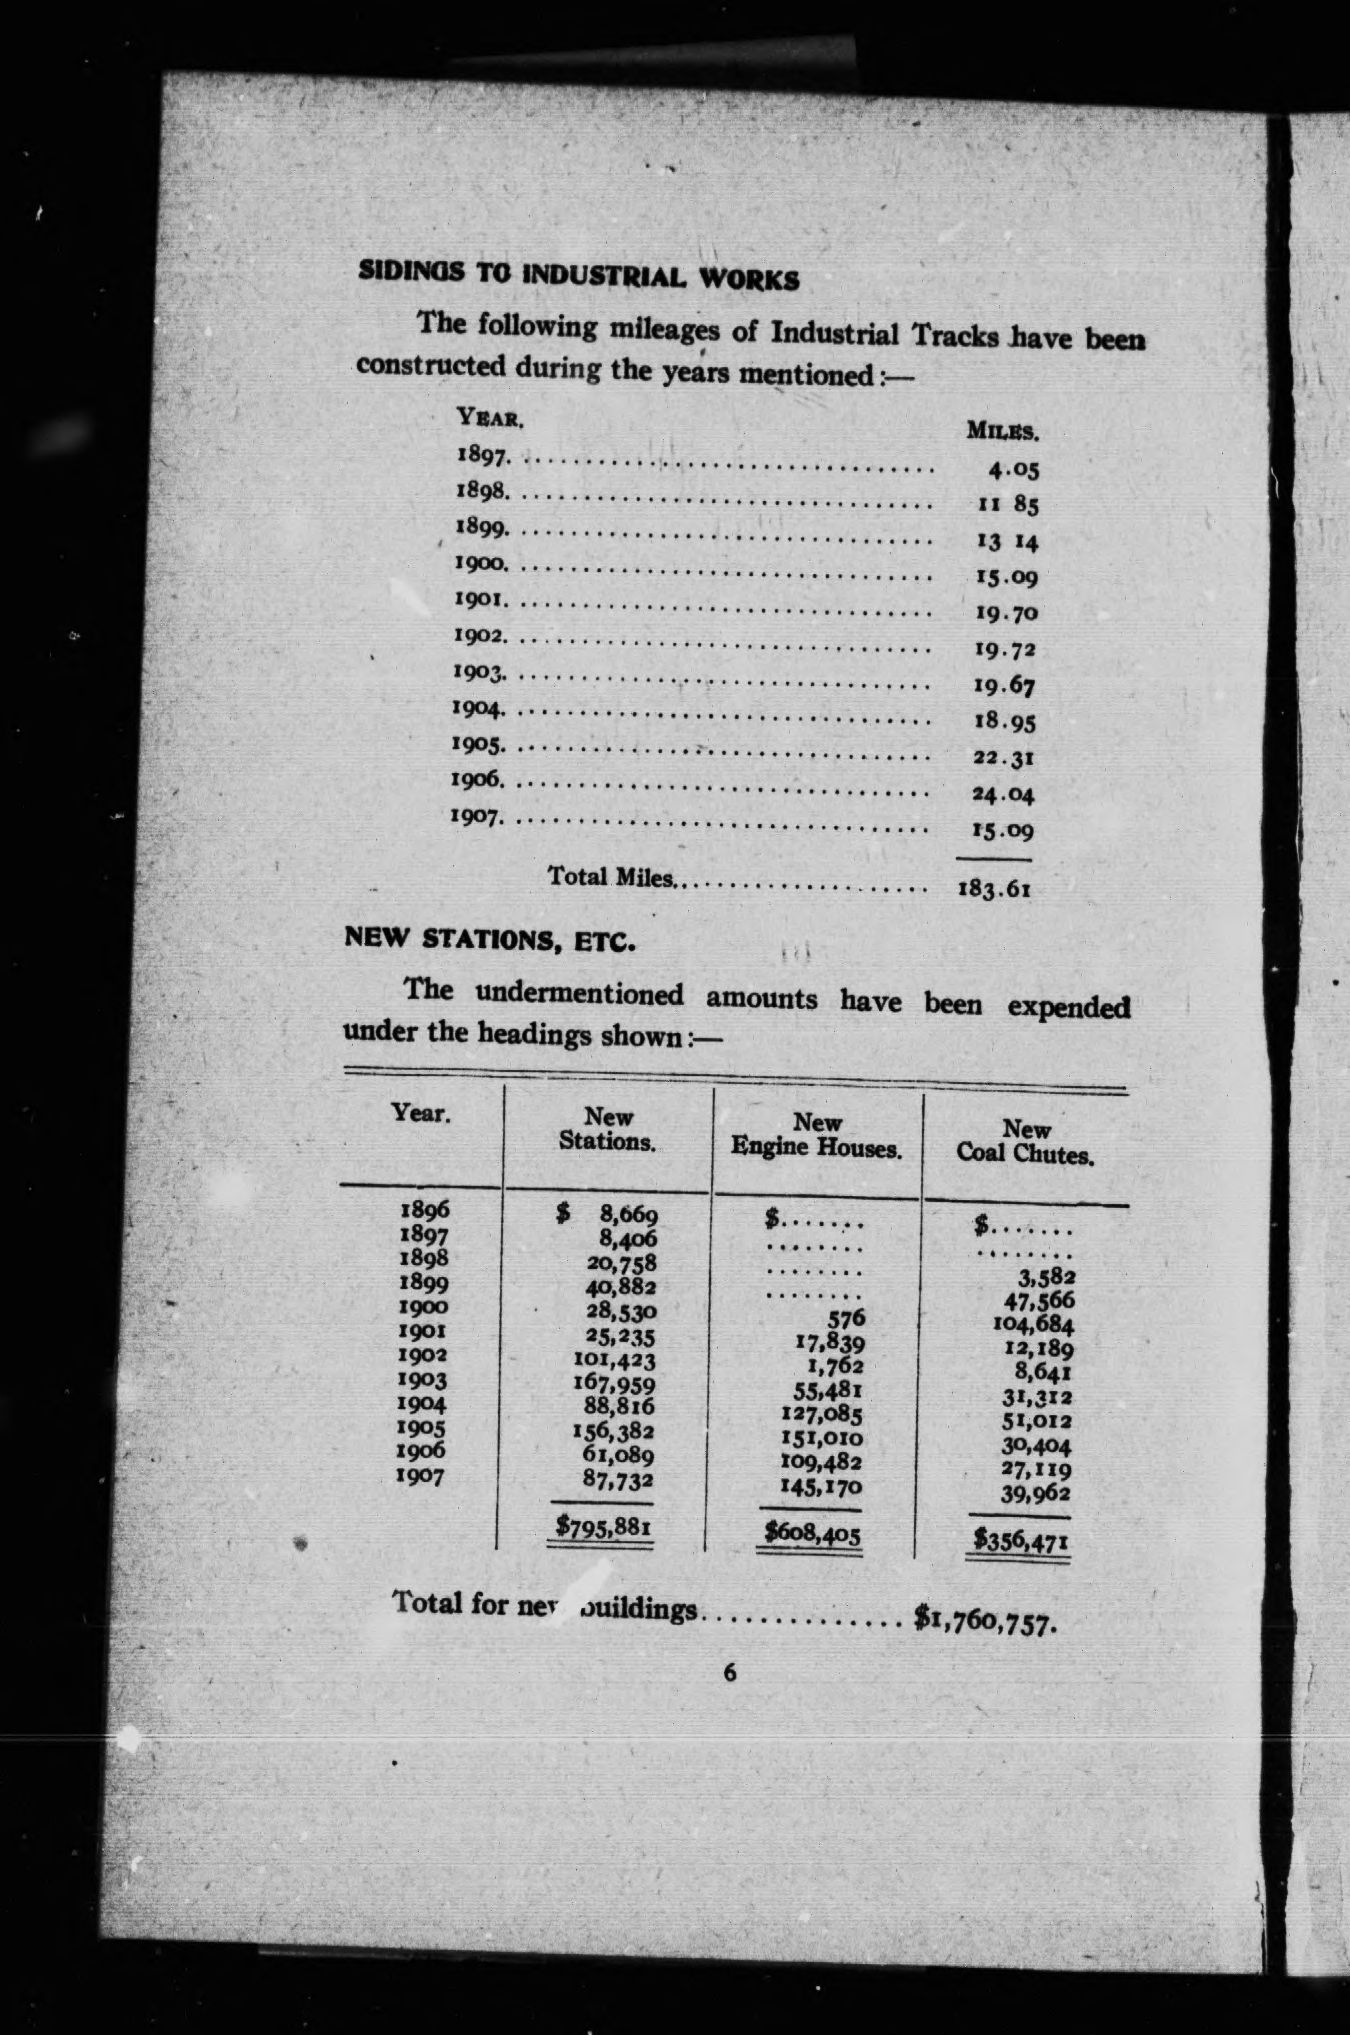 SIDINGS TO INDUSTRIAL WORKS
The following mileages of Industrial Tracks have been
constructed during the years mentioned:—
YEAR. MILES.
1897. ................................ 4.05
1898. ................................ 11 85
1899. ................................ 13 14
1900. ................................ 15.09
1901. ................................ 19.70
1902. ................................ 19.72
1903. ................................ 19.67
1904. ................................ 18.95
1905. ................................ 22.31
1906. ................................ 24.04
1907. ................................ 15.09
Total Miles..................... 183.61
NEW STATIONS, ETC.
The undermentioned amounts have been expended
under the headings shown:—
Year. New Stations. New Engine Houses. New Coal Chutes.
1896 $ 8,669 $....... $.......
1897 8,406 ........ ........
1898 20,758 ........ 3,582
1899 40,882 ........ 47,566
1900 28,530 576 104,684
1901 25,235 17,839 12,189
1902 101,423 1,762 8,641
1903 167,959 55,481 31,312
1904 88,816 127,085 51,012
1905 156,382 151,010 30,404
1906 61,089 109,482 27,119
1907 87,732 145,170 39,962
$795,881 $608,405 $356,471
Total for buildings.............. $1,760,757.
6